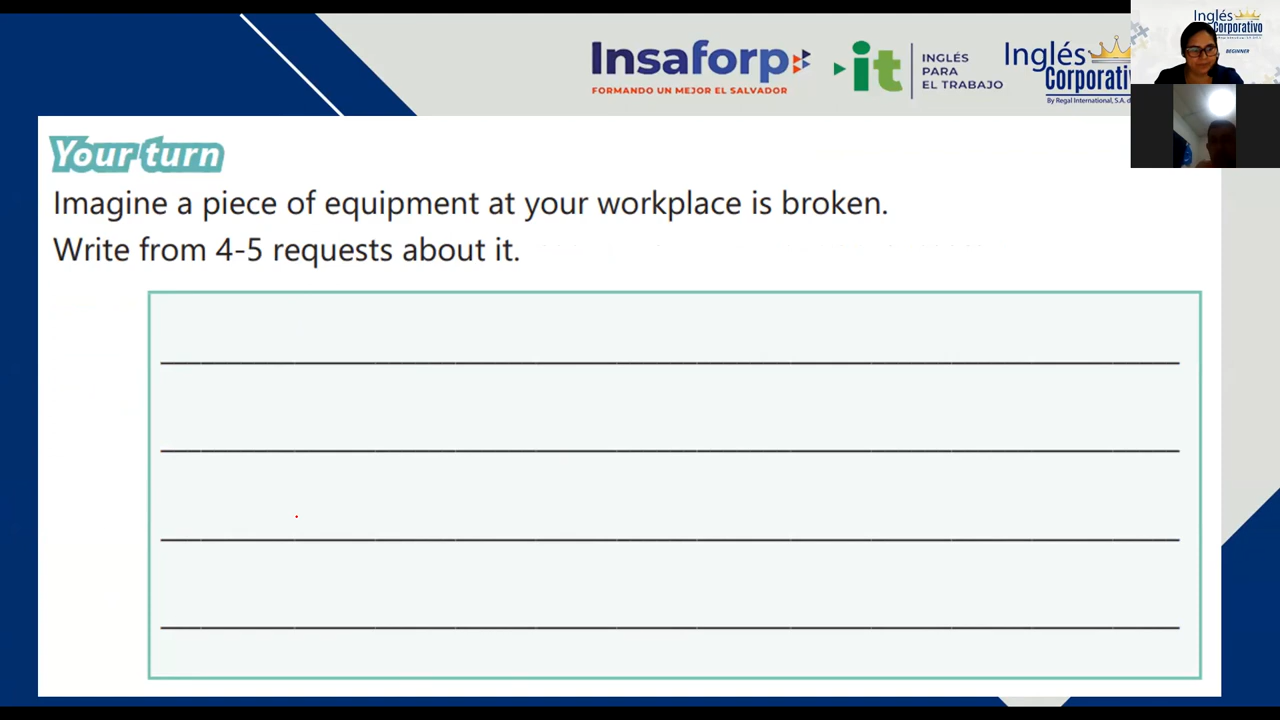 Insaforp
FORMANDO UN MEJOR EL SALVADOR
it
INGLÉS
PARA
EL TRABAJO
Inglés
Corporativ
By Regal International, S.A. d
Inglés
Corporativo
BEGINNER
Your turn
Imagine a piece of equipment at your workplace is broken.
Write from 4-5 requests about it.